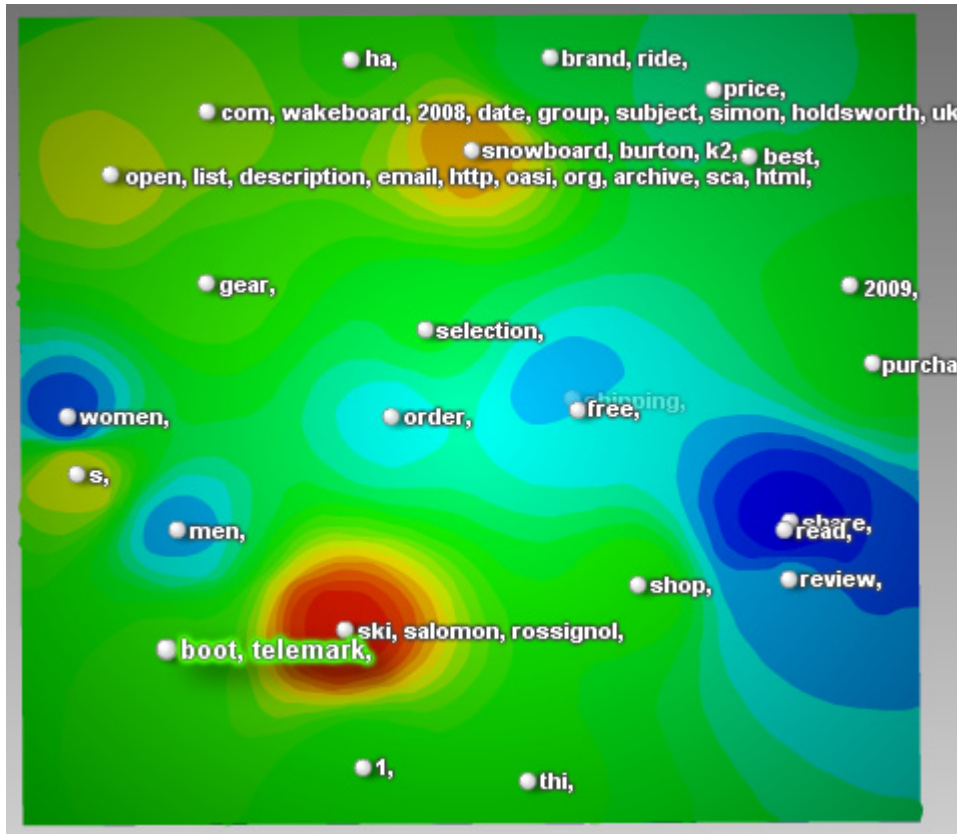 ha,
brand, ride,
price,
com, wakeboard, 2008, date, group, subject, simon, holdsworth, uk
snowboard, burton, k2,
best,
open, list, description, email, http, oasi, org, archive, sca, html,
gear,
2009,
selection,
purcha
shipping,
free,
women,
order,
s,
share,
read,
men,
review,
shop,
ski, salomon, rossignol,
boot, telemark,
1,
thi,